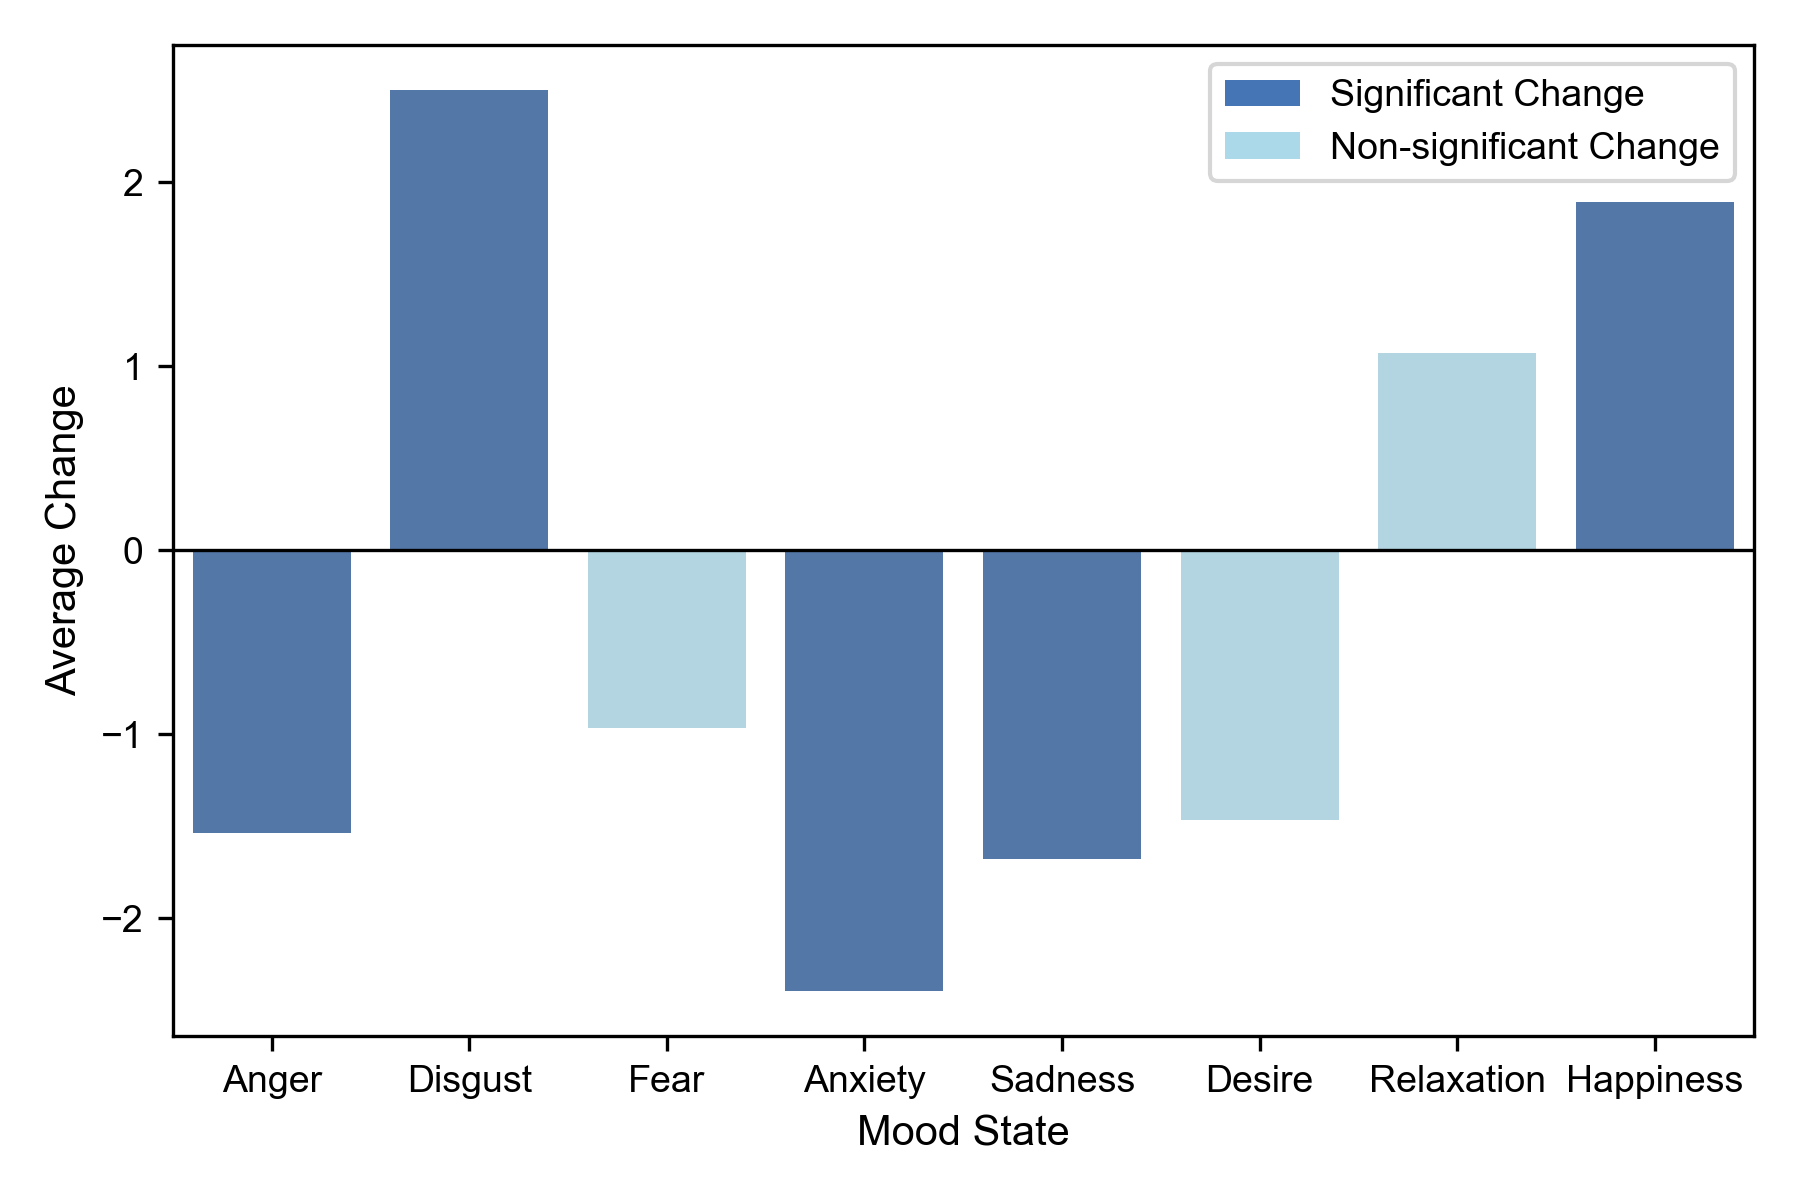 Significant Change
Non-significant Change
2
1
0
−1
−2
Average Change
Anger Disgust Fear Anxiety Sadness Desire Relaxation Happiness
Mood State